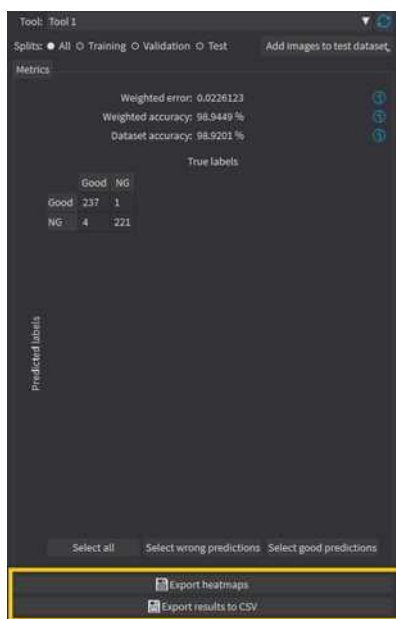 Tool: Tool 1
Splits: All Training Validation Test Add images to test dataset
Metrics
Weighted error: 0.0226123
Weighted accuracy: 98.9449 %
Dataset accuracy: 98.9201 %
True labels
Good NG
Good 237 1
NG 4 221
Predicted labels
Select all Select wrong predictions Select good predictions
Export heatmaps
Export results to CSV